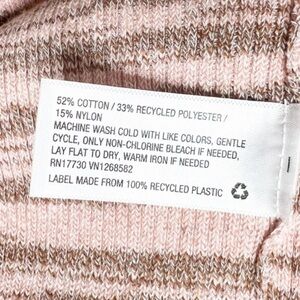 52% COTTON / 33% RECYCLED POLYESTER /
15% NYLON
MACHINE WASH COLD WITH LIKE COLORS, GENTLE
CYCLE, ONLY NON-CHLORINE BLEACH IF NEEDED,
LAY FLAT TO DRY, WARM IRON IF NEEDED
RN17730 VN1268582
LABEL MADE FROM 100% RECYCLED PLASTIC